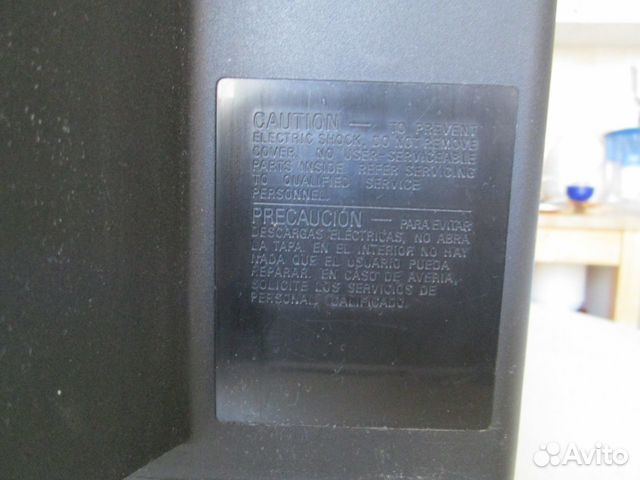 CAUTION — TO PREVENT
ELECTRIC SHOCK, DO NOT REMOVE
COVER. NO USER-SERVICEABLE
PARTS INSIDE. REFER SERVICING
TO QUALIFIED SERVICE
PERSONNEL.
PRECAUCIÓN — PARA EVITAR
DESCARGAS ELECTRICAS, NO ABRA
LA TAPA. EN EL INTERIOR NO HAY
NADA QUE EL USUARIO PUEDA
REPARAR. EN CASO DE AVERIA,
SOLICITE LOS SERVICIOS DE
PERSONAL CUALIFICADO.
Avito